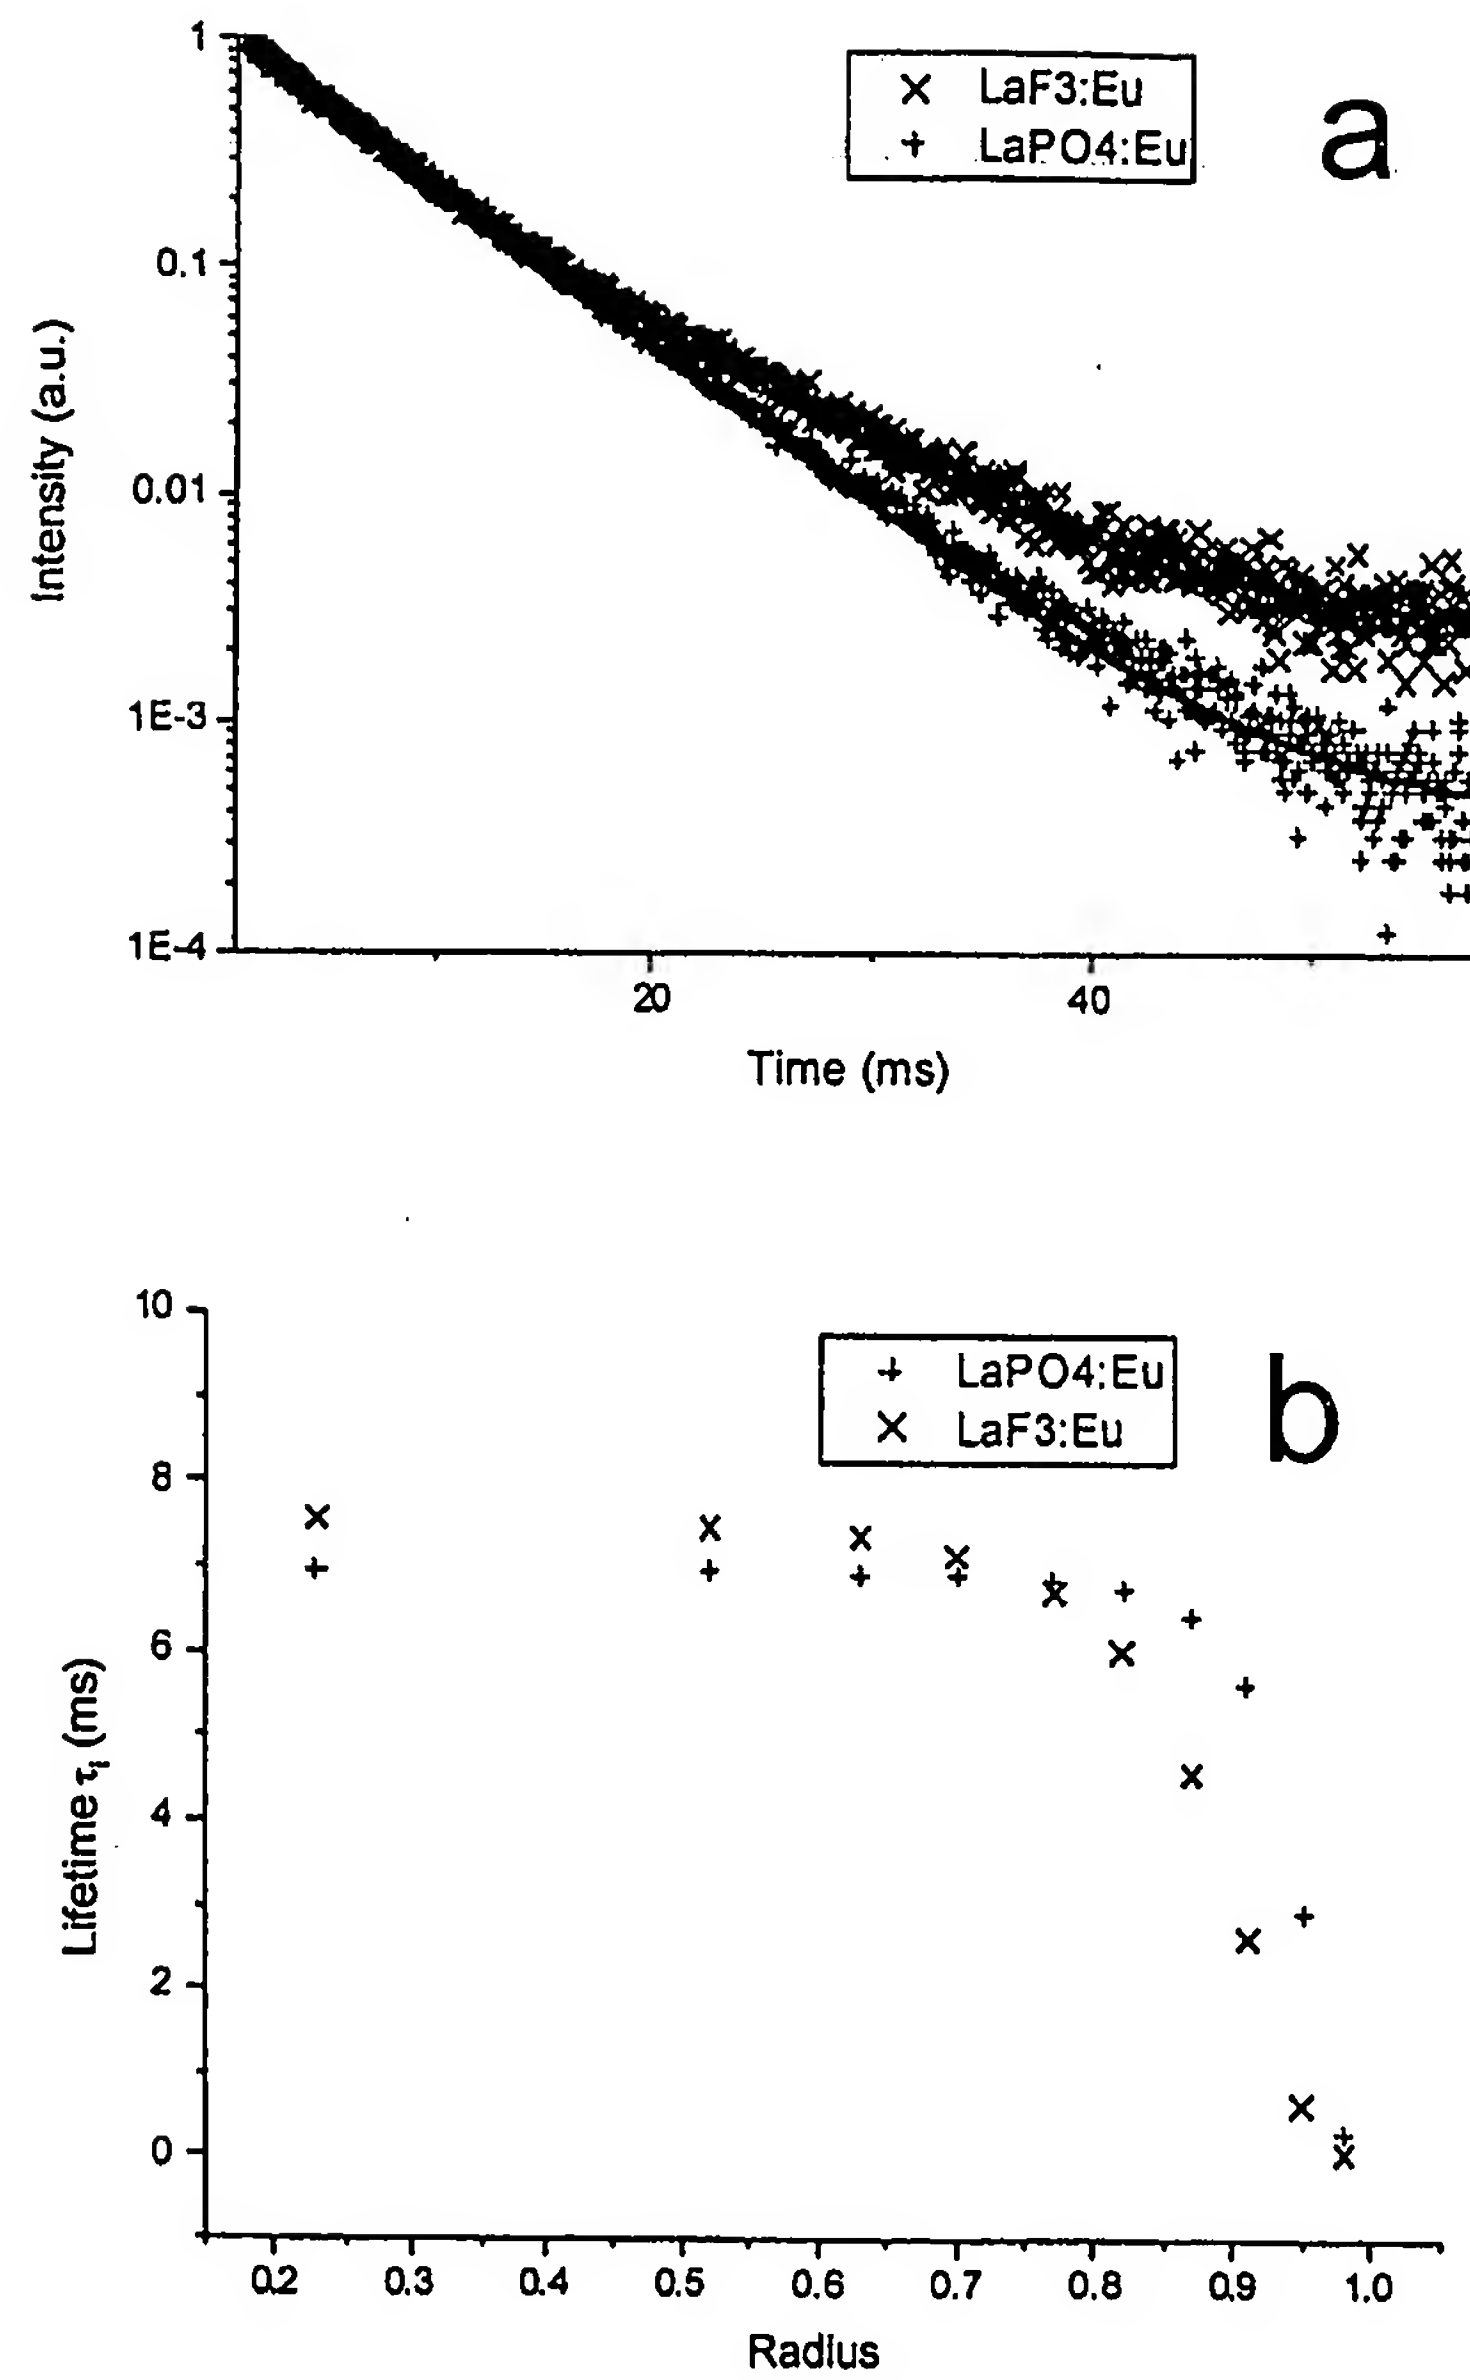 1
LaF3:Eu
LaPO4:Eu
a
0.1
Intensity (a.u.)
0.01
1E-3
1E-4
20
40
Time (ms)
10
LaPO4:Eu
LaF3:Eu
b
8
6
Lifetime τi (ms)
4
2
0
0.2 0.3 0.4 0.5 0.6 0.7 0.8 0.9 1.0
Radius